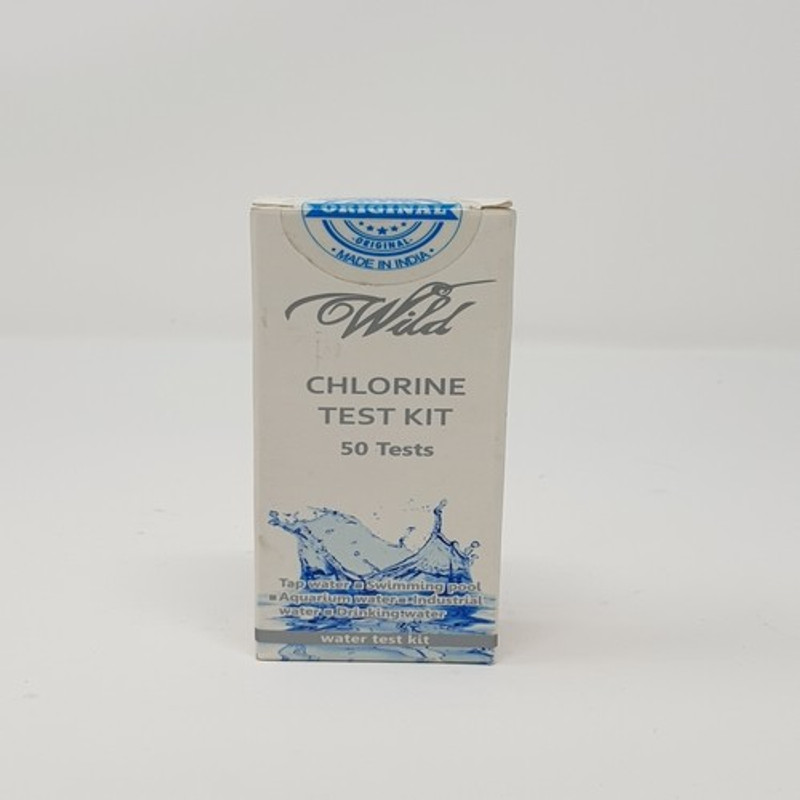 ORIGINAL
ORIGINAL
MADE IN INDIA
Wild
CHLORINE
TEST KIT
50 Tests
Tap water ▪ Swimming pool
▪ Aquarium water ▪ Industrial
water ▪ Drinking water
water test kit